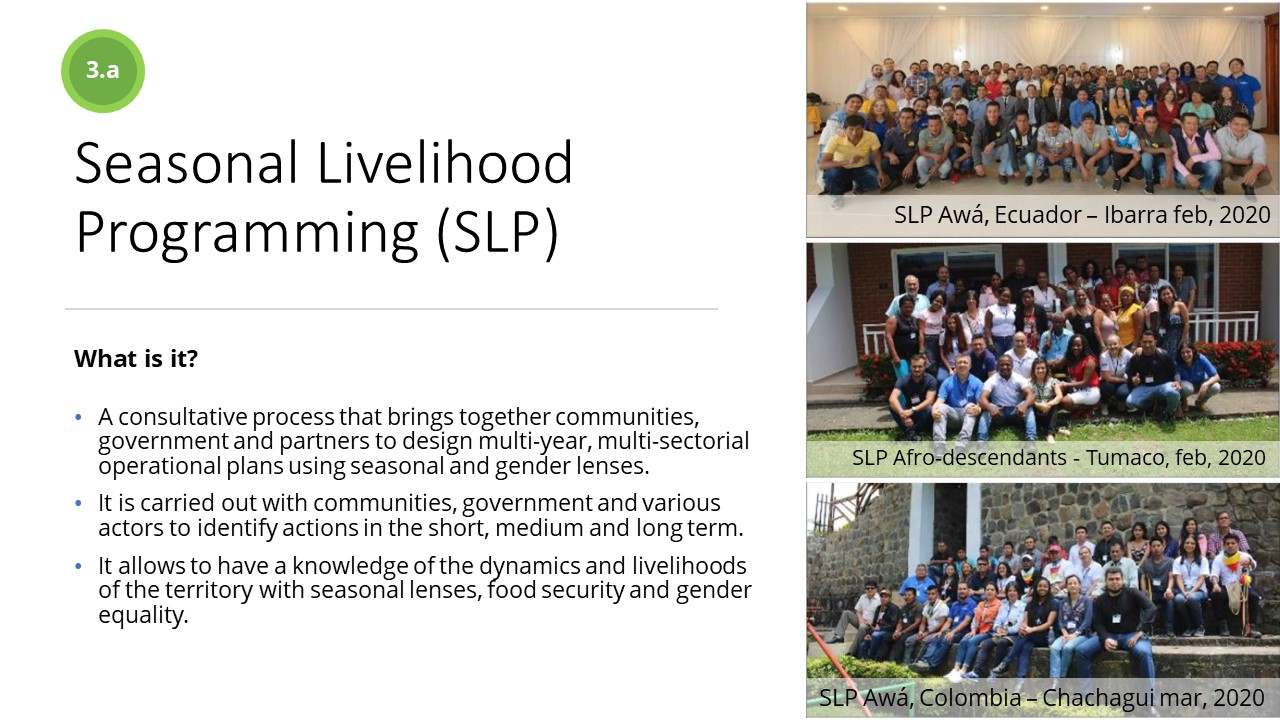 3.a
Seasonal Livelihood
Programming (SLP)
What is it?
• A consultative process that brings together communities,
government and partners to design multi-year, multi-sectorial
operational plans using seasonal and gender lenses.
• It is carried out with communities, government and various
actors to identify actions in the short, medium and long term.
• It allows to have a knowledge of the dynamics and livelihoods
of the territory with seasonal lenses, food security and gender
equality.
SLP Awá, Ecuador – Ibarra feb, 2020
SLP Afro-descendants - Tumaco, feb, 2020
SLP Awá, Colombia – Chachagui mar, 2020